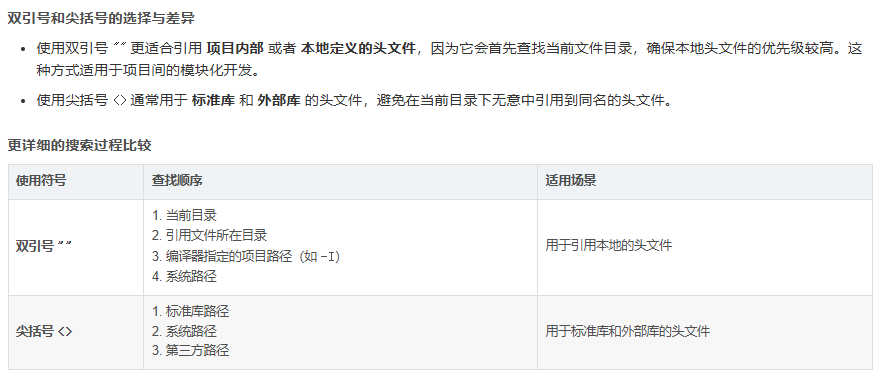 双引号和尖括号的选择与差异
• 使用双引号 "" 更适合引用 项目内部 或者 本地定义的头文件，因为它会首先查找当前文件目录，确保本地头文件的优先级较高。这
种方式适用于项目间的模块化开发。
• 使用尖括号 <> 通常用于 标准库 和 外部库 的头文件，避免在当前目录下无意中引用到同名的头文件。
更详细的搜索过程比较
使用符号 查找顺序 适用场景
双引号 ""
1. 当前目录
2. 引用文件所在目录
3. 编译器指定的项目路径（如 -I）
4. 系统路径
用于引用本地的头文件
尖括号 <>
1. 标准库路径
2. 系统路径
3. 第三方路径
用于标准库和外部库的头文件